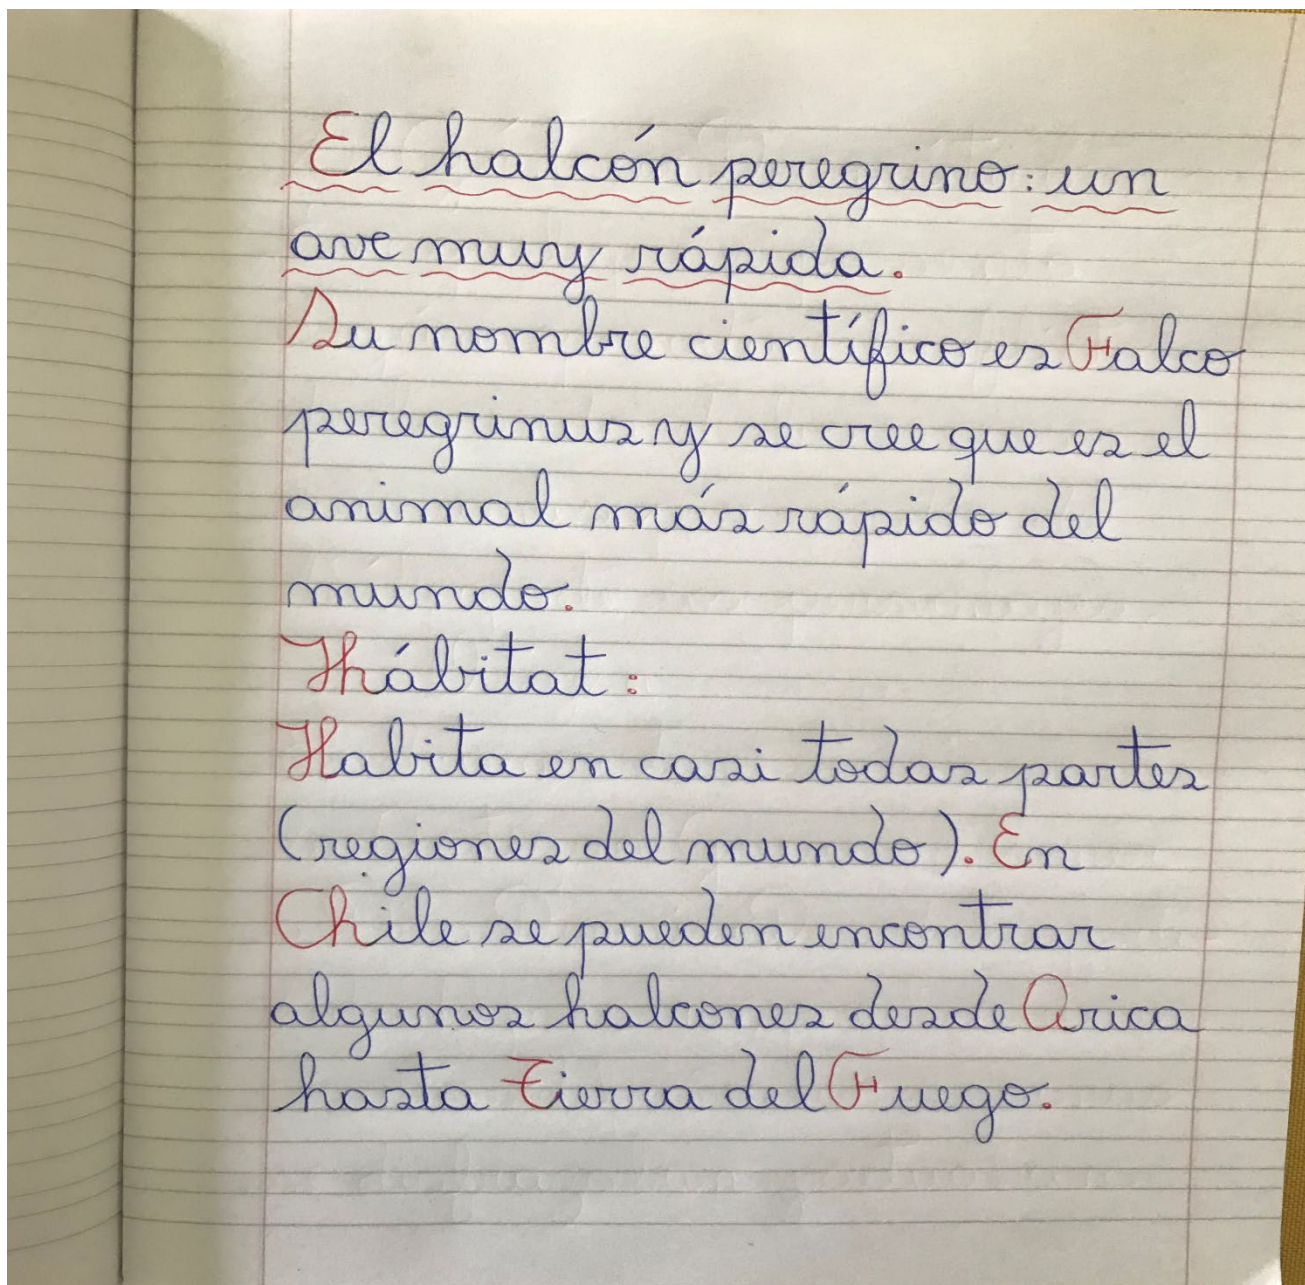 El halcón peregrino: un
ave muy rápida.
Su nombre científico es Falco
peregrinus y se cree que es el
animal más rápido del
mundo.
Hábitat:
Habita en casi todas partes
(regiones del mundo). En
Chile se pueden encontrar
algunos halcones desde Arica
hasta Tierra del Fuego.